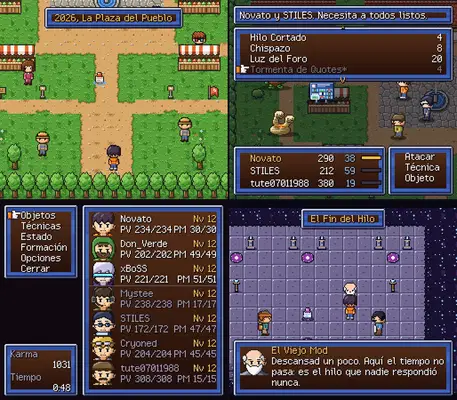 2026, La Plaza del Pueblo
Novato y STILES. Necesita a todos listos.
Hilo Cortado 4
Chispazo 8
Luz del Foro 20
Tormenta de Quotes* 4
Novato 290 38
STILES 212 59
tute07011988 380 19
Atacar
Técnica
Objeto
Objetos
Técnicas
Estado
Formación
Opciones
Cerrar
Karma
1031
Tiempo
0:48
Novato Nv 12
PV 234/234 PM 30/30
Don_Verde Nv 12
PV 202/202 PM 49/49
xBoSS Nv 12
PV 221/221 PM 51/51
Mystee Nv 12
PV 238/238 PM 17/17
STILES Nv 12
PV 172/172 PM 47/47
Cryoned Nv 12
PV 204/204 PM 45/45
tute07011988 Nv 12
PV 308/308 PM 15/15
El Fin del Hilo
El Viejo Mod
Descansad un poco. Aquí el tiempo no
pasa: es el hilo que nadie respondió
nunca.